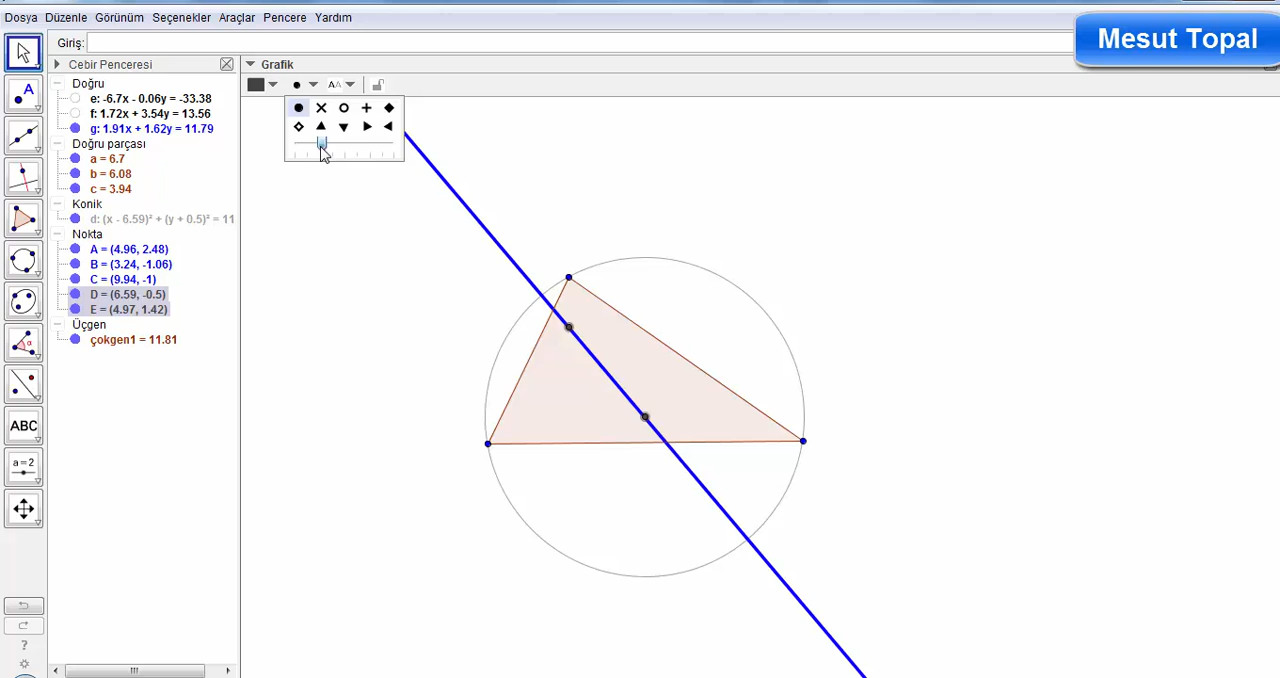 Dosya Düzenle Görünüm Seçenekler Araçlar Pencere Yardım
Mesut Topal
Giriş:
Cebir Penceresi
Grafik
Doğru
e: -6.7x - 0.06y = -33.38
f: 1.72x + 3.54y = 13.56
g: 1.91x + 1.62y = 11.79
Doğru parçası
a = 6.7
b = 6.08
c = 3.94
Konik
d: (x - 6.59)² + (y + 0.5)² = 11
Nokta
A = (4.96, 2.48)
B = (3.24, -1.06)
C = (9.94, -1)
D = (6.59, -0.5)
E = (4.97, 1.42)
Üçgen
çokgen1 = 11.81
A
α
ABC
a=2
AA
?